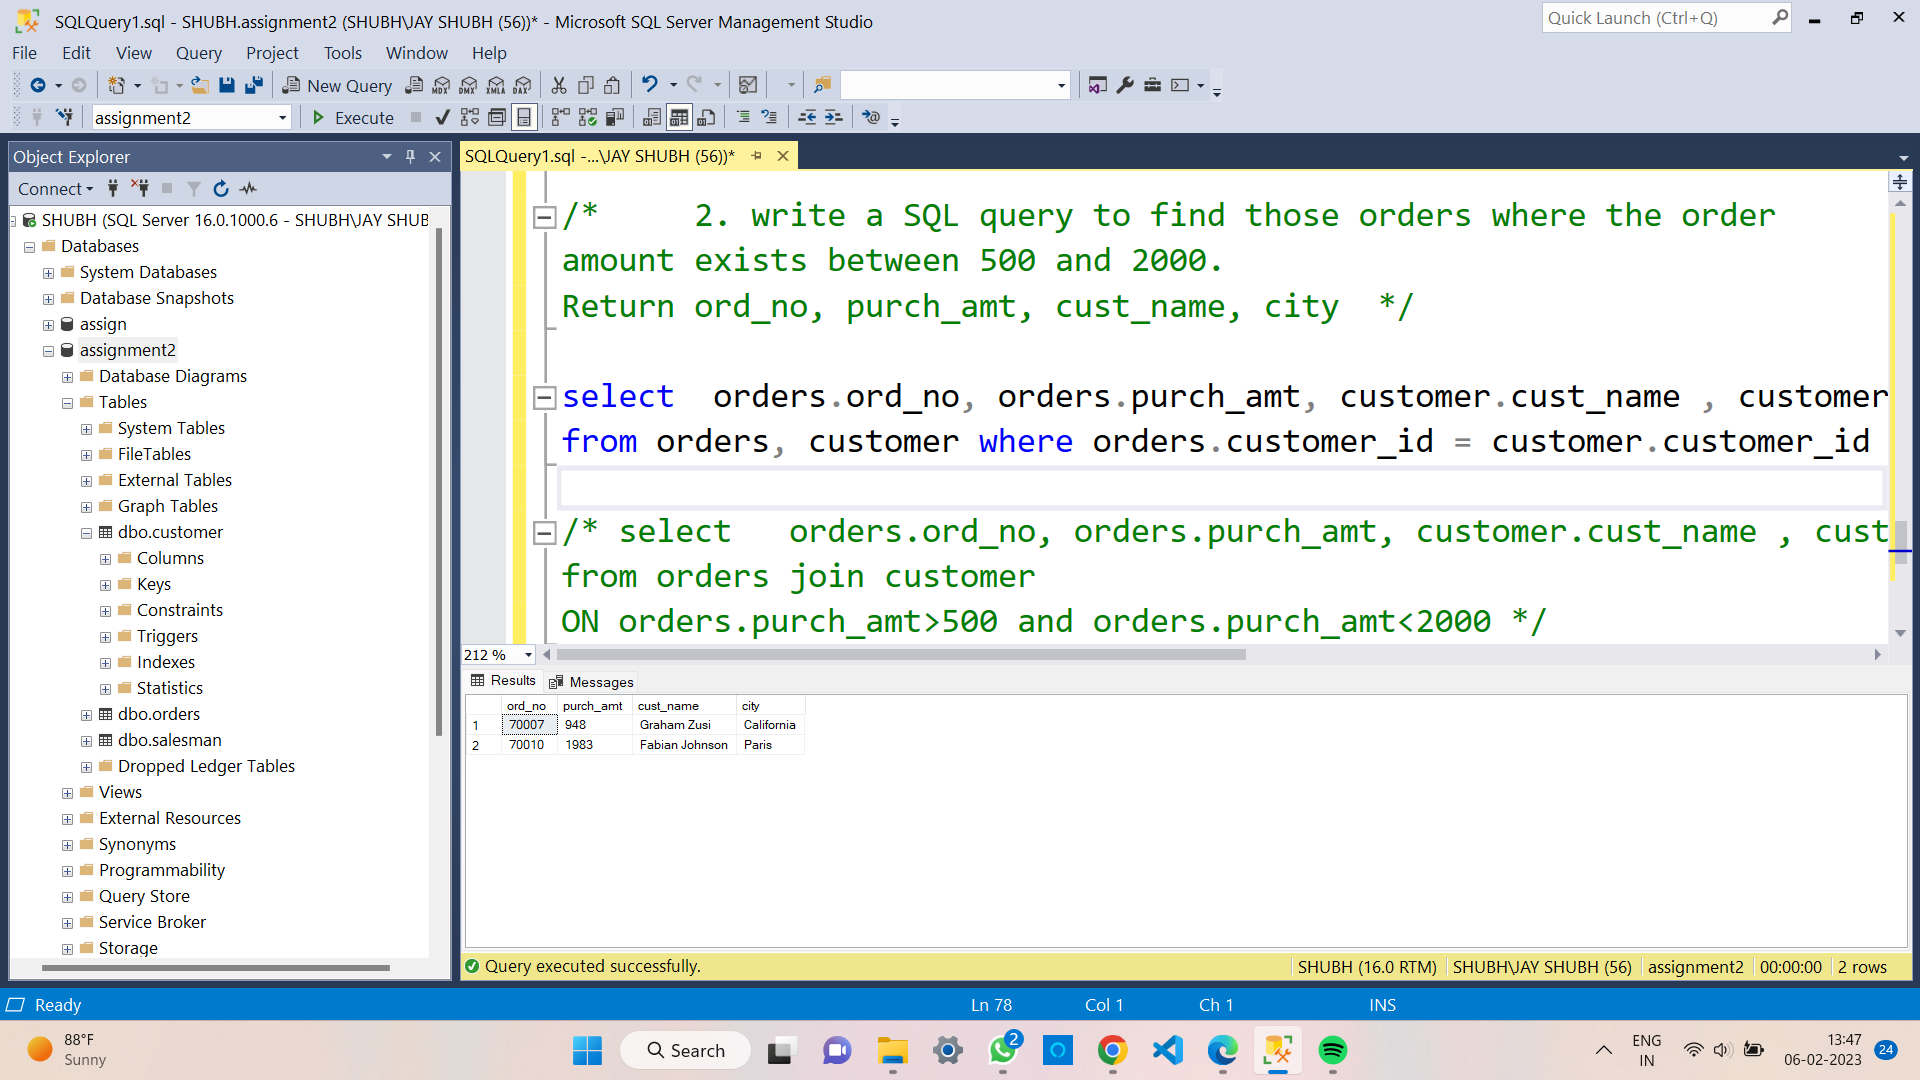 SQLQuery1.sql - SHUBH.assignment2 (SHUBH\JAY SHUBH (56))* - Microsoft SQL Server Management Studio
Quick Launch (Ctrl+Q)
File Edit View Query Project Tools Window Help
New Query MDX DMX XMLA DAX
assignment2 Execute
Object Explorer
Connect
SHUBH (SQL Server 16.0.1000.6 - SHUBH\JAY SHUB
Databases
System Databases
Database Snapshots
assign
assignment2
Database Diagrams
Tables
System Tables
FileTables
External Tables
Graph Tables
dbo.customer
Columns
Keys
Constraints
Triggers
Indexes
Statistics
dbo.orders
dbo.salesman
Dropped Ledger Tables
Views
External Resources
Synonyms
Programmability
Query Store
Service Broker
Storage
SQLQuery1.sql -...\JAY SHUBH (56))*
/*     2. write a SQL query to find those orders where the order
amount exists between 500 and 2000.
Return ord_no, purch_amt, cust_name, city  */
select  orders.ord_no, orders.purch_amt, customer.cust_name , customer
from orders, customer where orders.customer_id = customer.customer_id
/* select   orders.ord_no, orders.purch_amt, customer.cust_name , cust
from orders join customer
ON orders.purch_amt>500 and orders.purch_amt<2000 */
212 %
Results Messages
ord_no purch_amt cust_name city
1 70007 948 Graham Zusi California
2 70010 1983 Fabian Johnson Paris
Query executed successfully. SHUBH (16.0 RTM) SHUBH\JAY SHUBH (56) assignment2 00:00:00 2 rows
Ready Ln 78 Col 1 Ch 1 INS
88°F
Sunny
Search
2
ENG
IN
13:47
06-02-2023
24